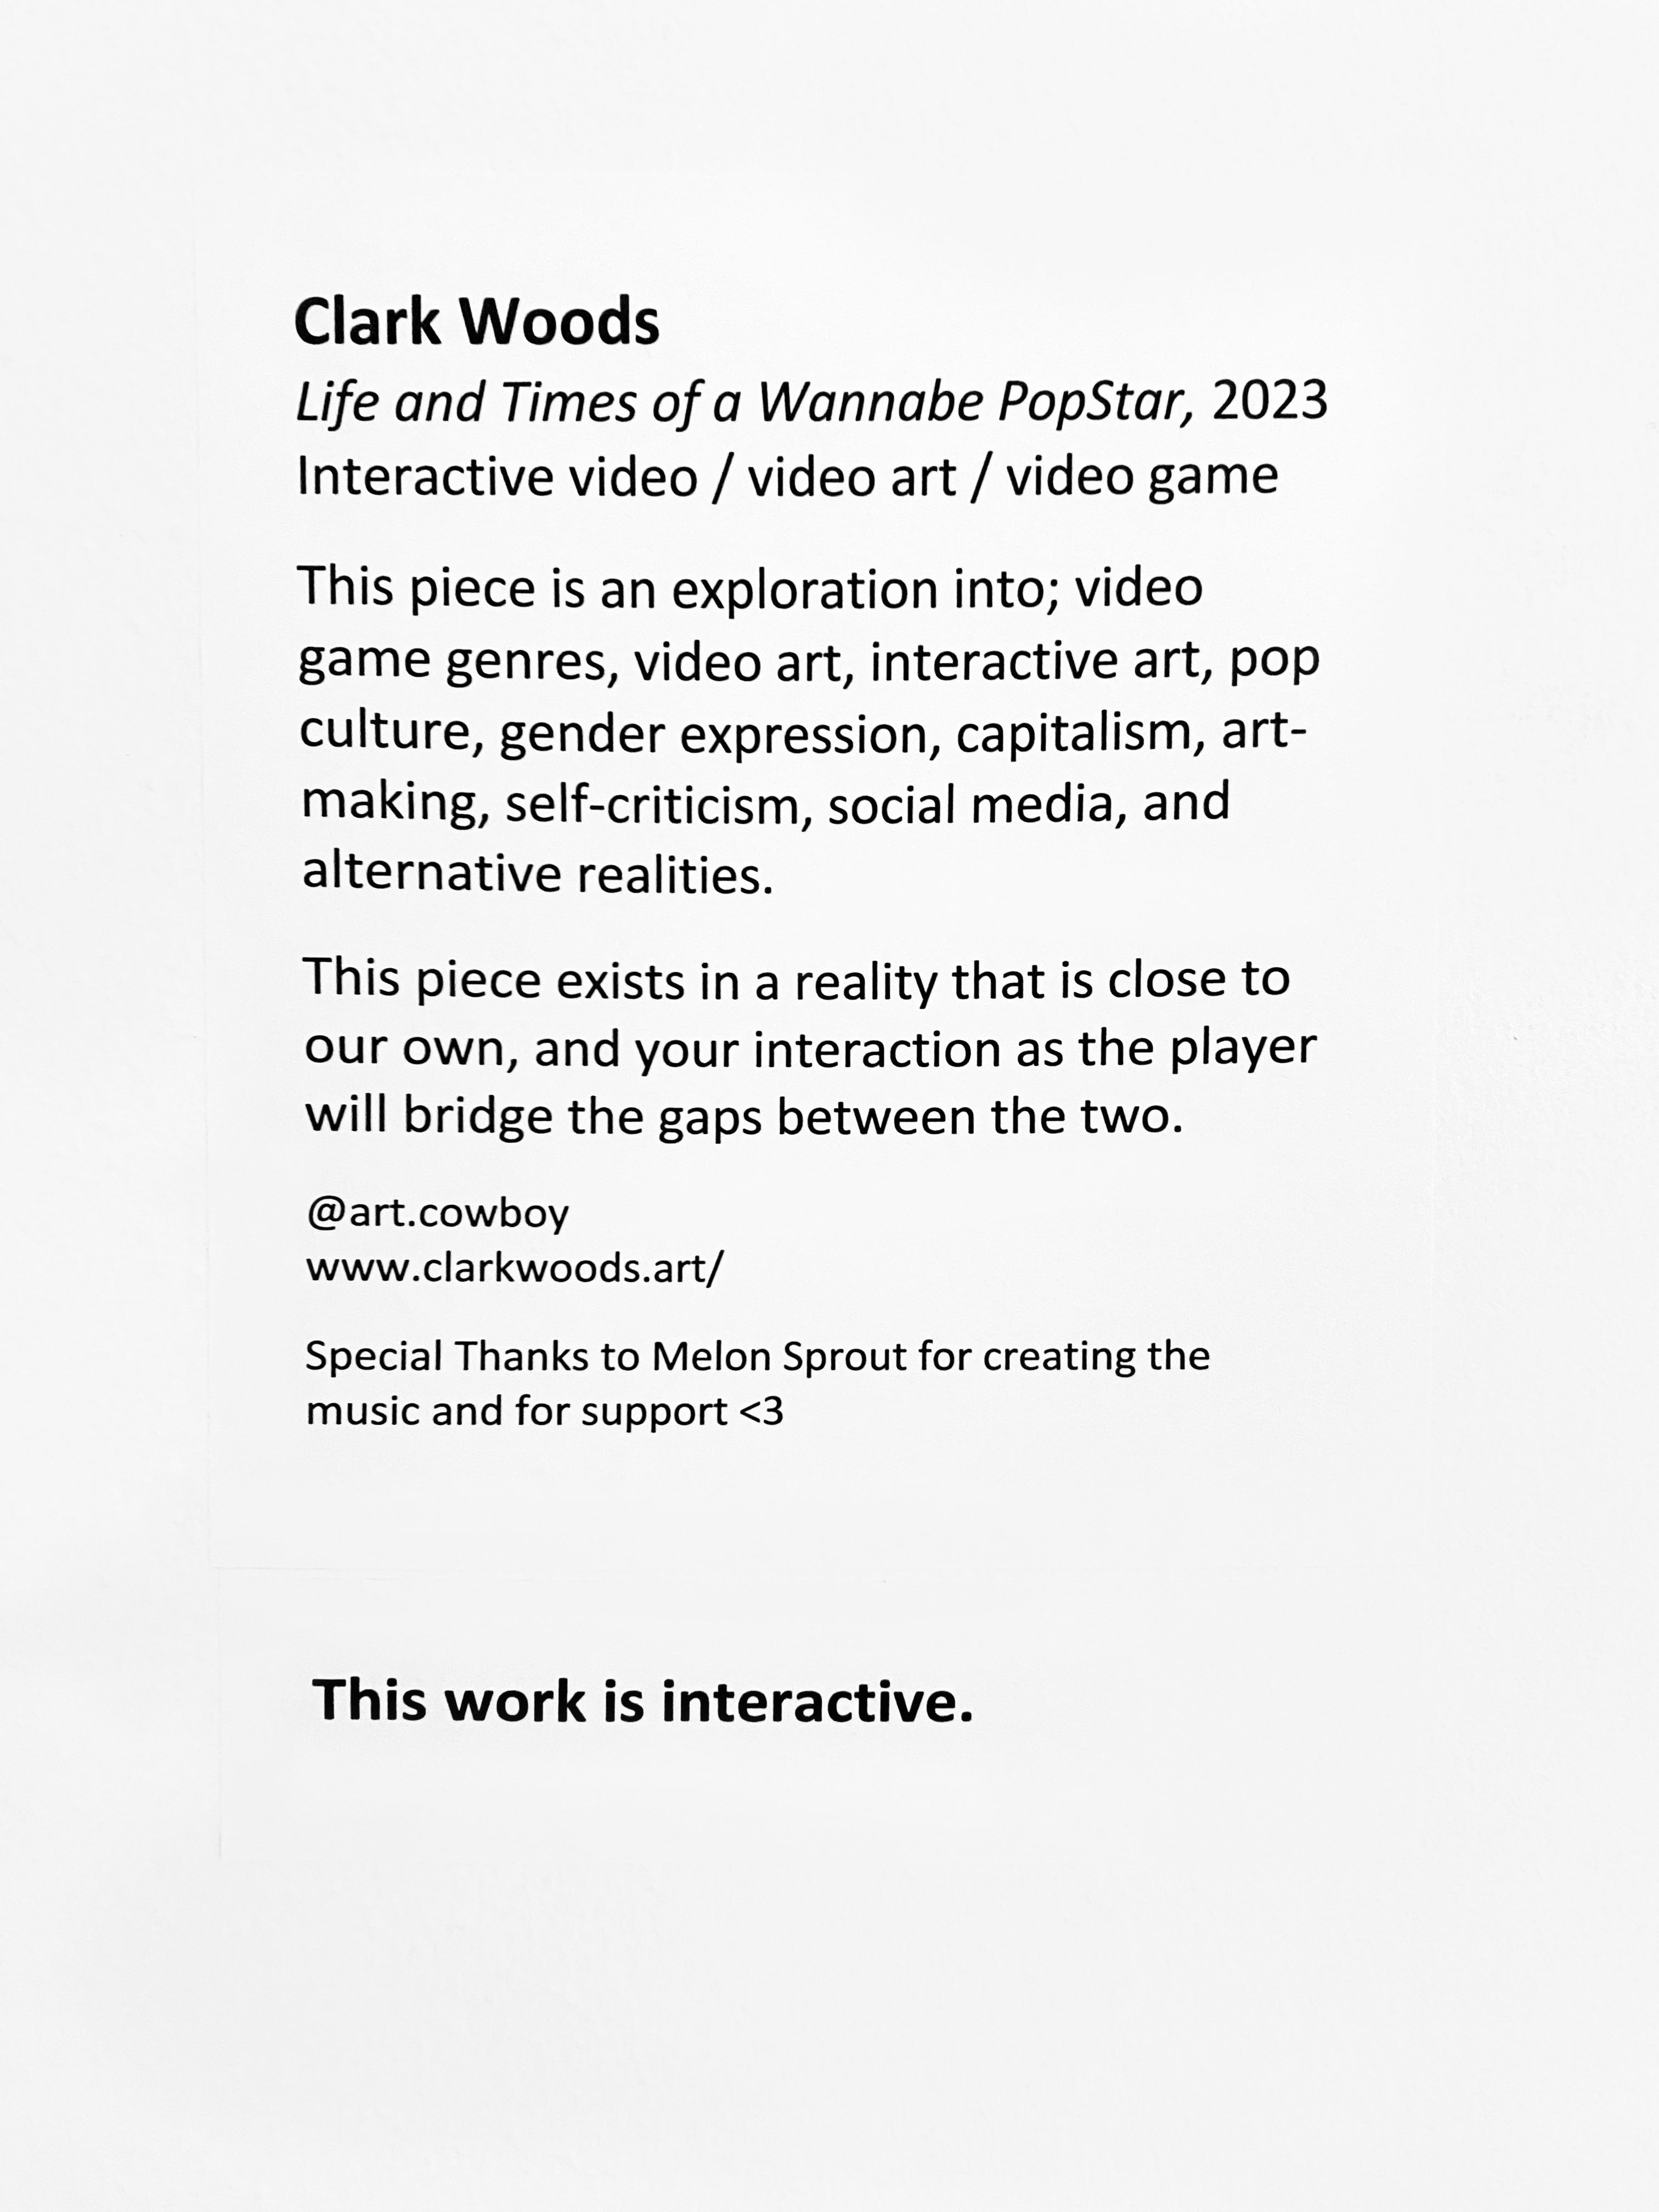 Clark Woods
Life and Times of a Wannabe PopStar, 2023
Interactive video / video art / video game
This piece is an exploration into; video
game genres, video art, interactive art, pop
culture, gender expression, capitalism, art-
making, self-criticism, social media, and
alternative realities.
This piece exists in a reality that is close to
our own, and your interaction as the player
will bridge the gaps between the two.
@art.cowboy
www.clarkwoods.art/
Special Thanks to Melon Sprout for creating the
music and for support <3
This work is interactive.